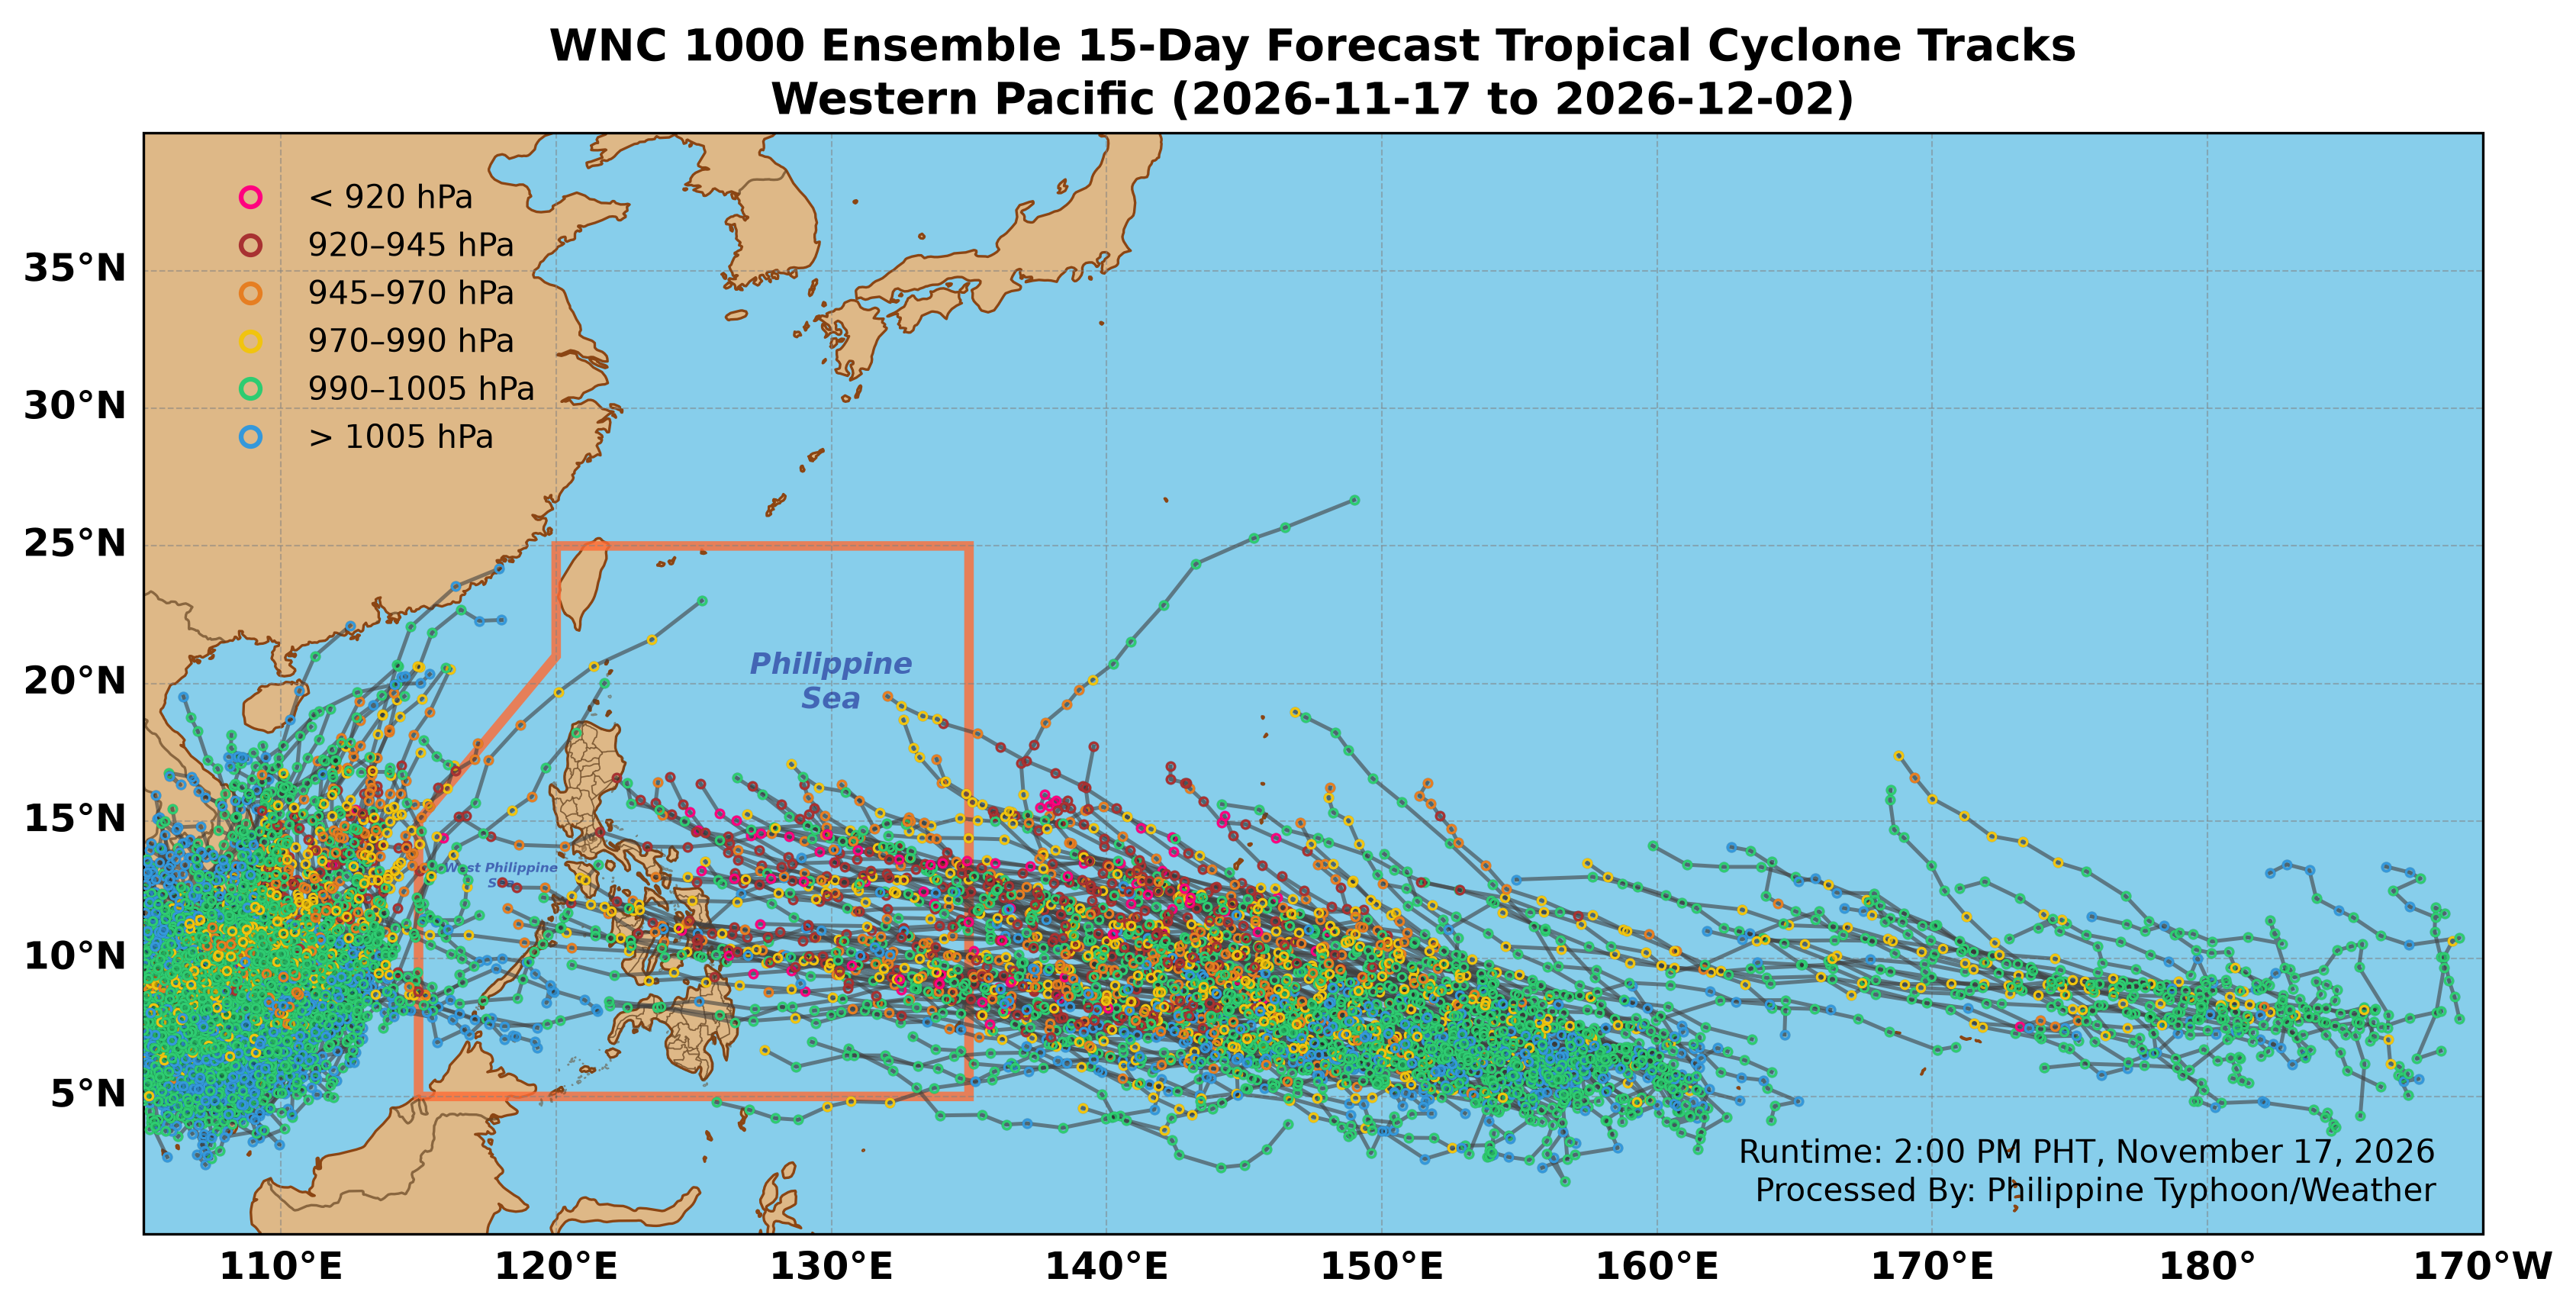 WNC 1000 Ensemble 15-Day Forecast Tropical Cyclone Tracks
Western Pacific (2026-11-17 to 2026-12-02)
< 920 hPa
920–945 hPa
945–970 hPa
970–990 hPa
990–1005 hPa
> 1005 hPa
35°N
30°N
25°N
20°N
15°N
10°N
5°N
Philippine
Sea
West Philippine
Sea
Runtime: 2:00 PM PHT, November 17, 2026
Processed By: Philippine Typhoon/Weather
110°E 120°E 130°E 140°E 150°E 160°E 170°E 180° 170°W